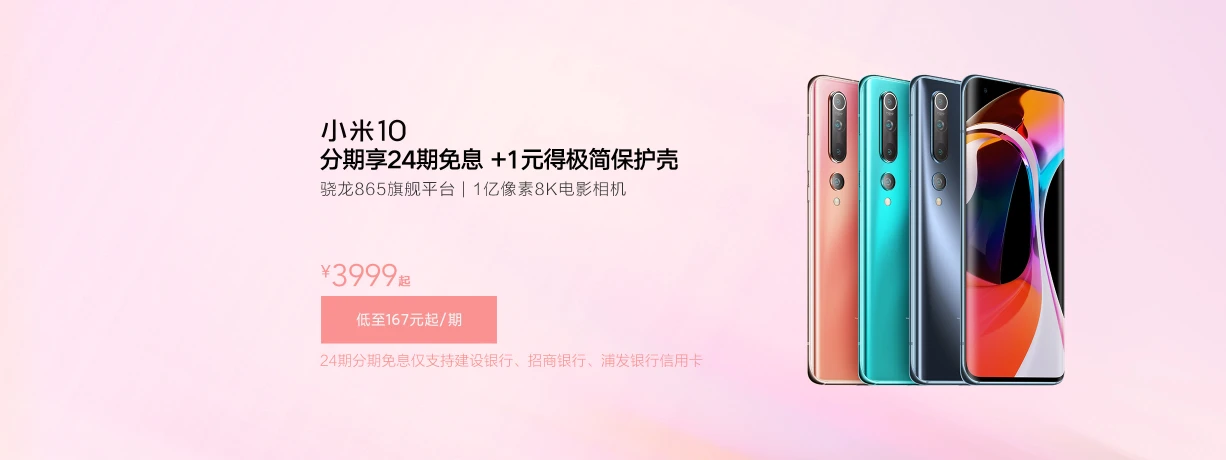 小米10
分期享24期免息 +1元得极简保护壳
骁龙865旗舰平台｜1亿像素8K电影相机
¥3999起
低至167元起/期
24期分期免息仅支持建设银行、招商银行、浦发银行信用卡